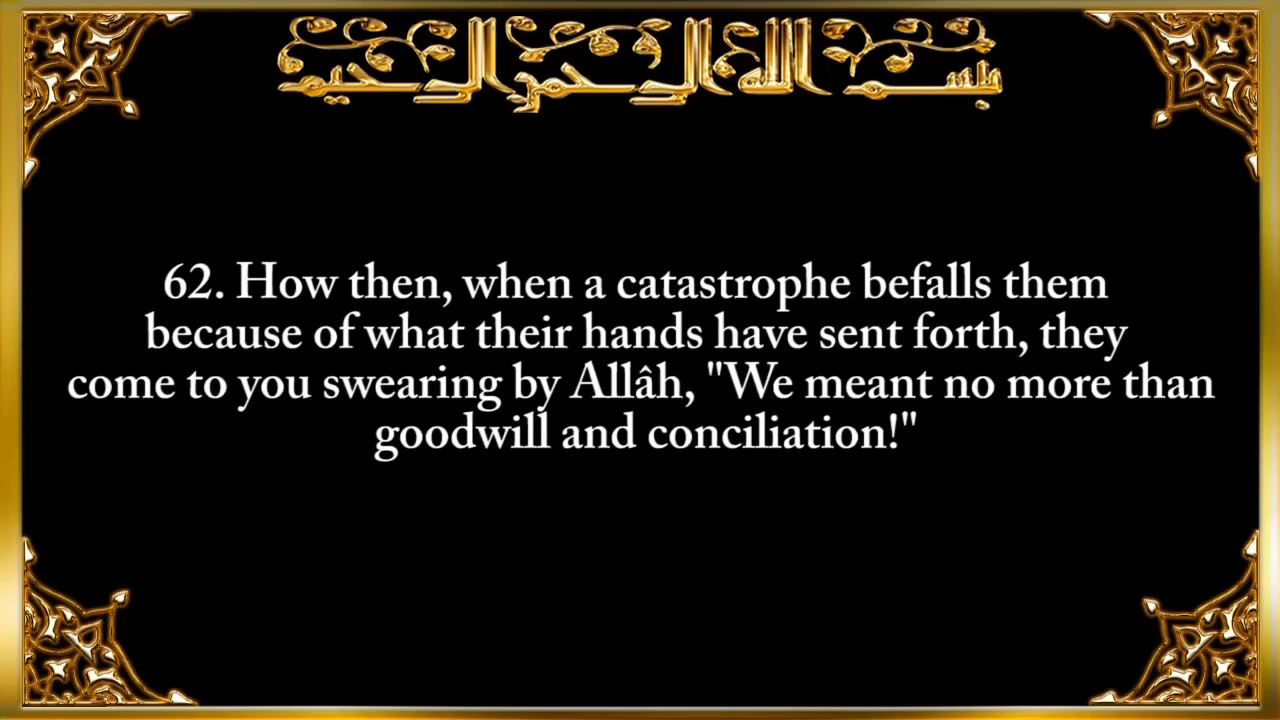 بسم الله الرحمن الرحيم
62. How then, when a catastrophe befalls them
because of what their hands have sent forth, they
come to you swearing by Allâh, "We meant no more than
goodwill and conciliation!"